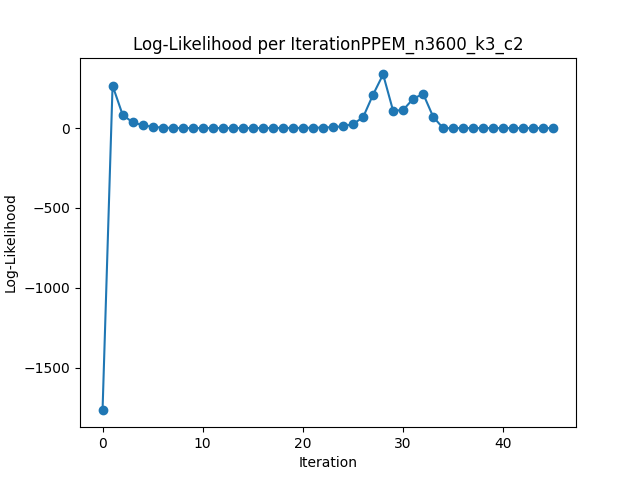 Log-Likelihood per IterationPPEM_n3600_k3_c2
Log-Likelihood
0
−500
−1000
−1500
0 10 20 30 40
Iteration